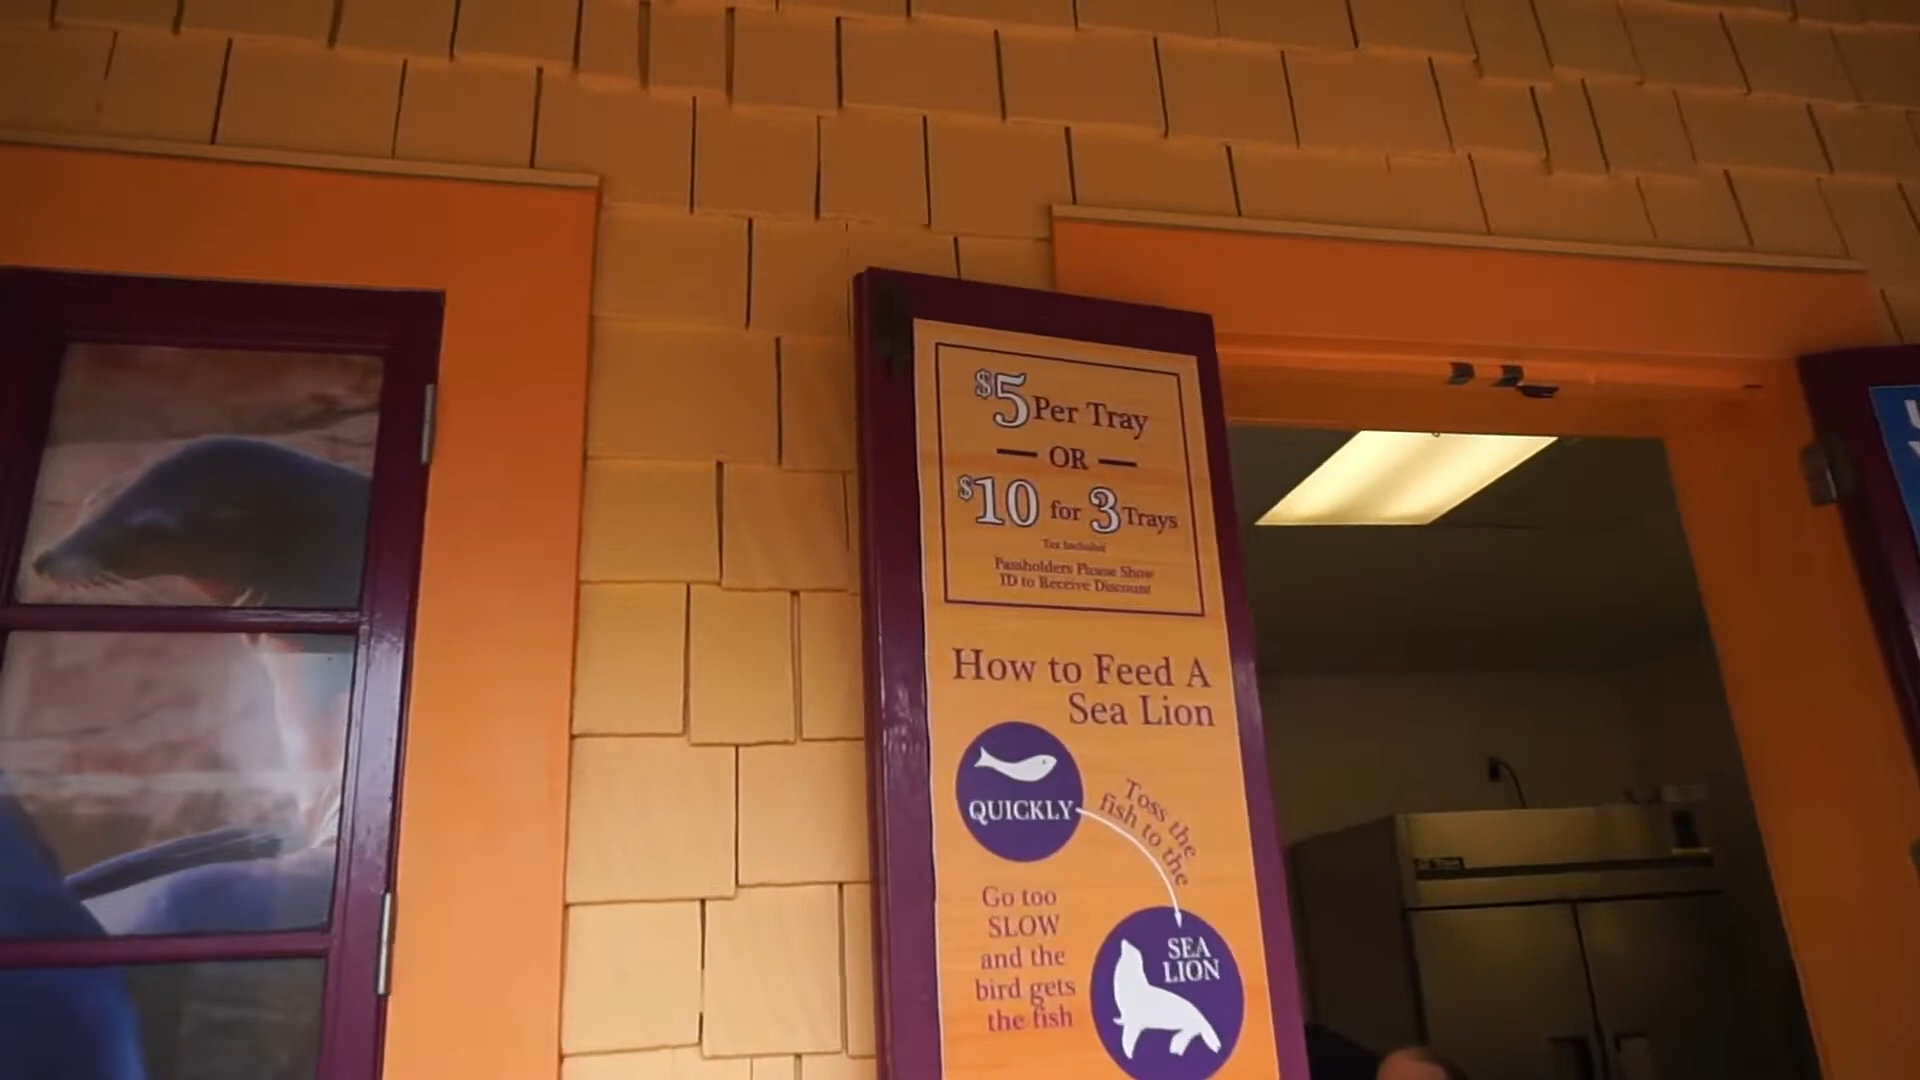 $5 Per Tray
— OR —
$10 for 3 Trays
Tax Included
Passholders Please Show
ID to Receive Discount
How to Feed A
Sea Lion
QUICKLY
Toss the
fish to the
SEA
LION
Go too
SLOW
and the
bird gets
the fish